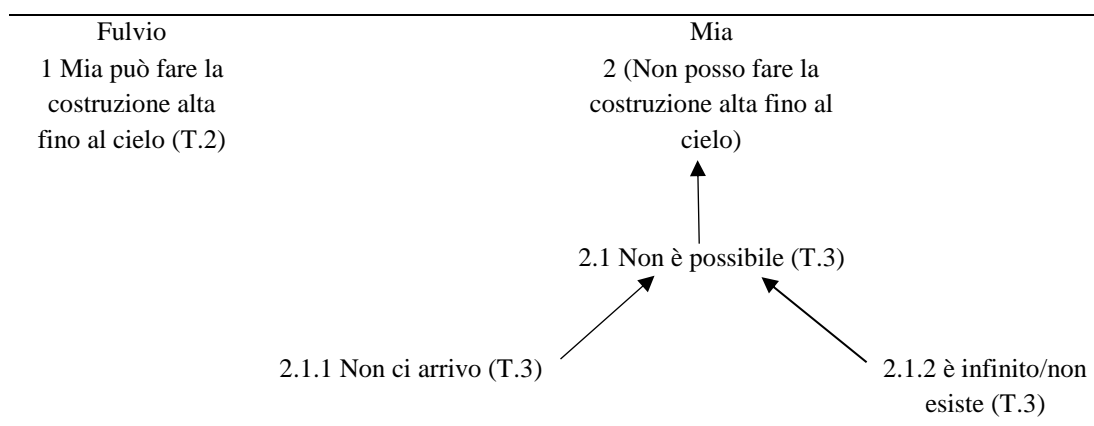 Fulvio
Mia
1 Mia può fare la
costruzione alta
fino al cielo (T.2)
2 (Non posso fare la
costruzione alta fino al
cielo)
2.1 Non è possibile (T.3)
2.1.1 Non ci arrivo (T.3)
2.1.2 è infinito/non
esiste (T.3)